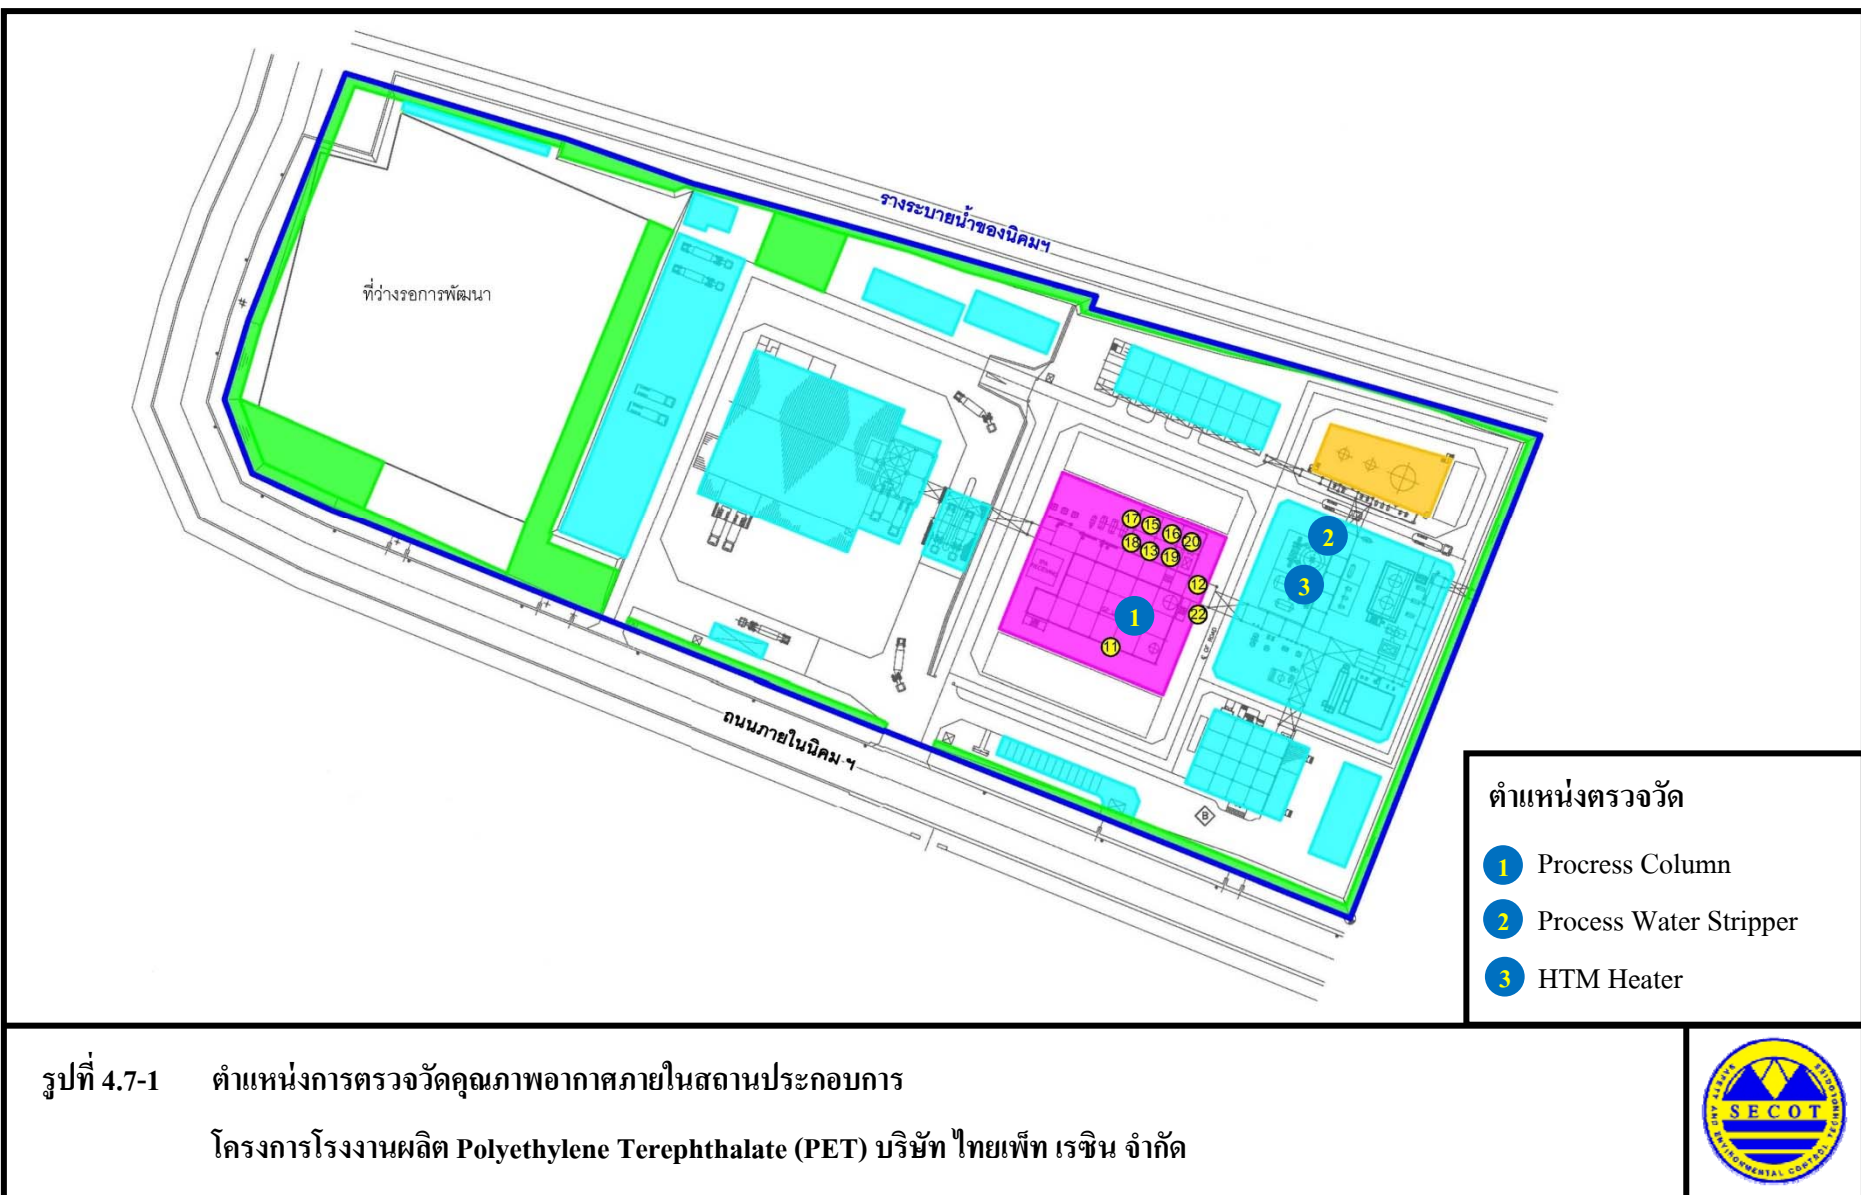 รางระบายน้ำของนิคมฯ
ที่ว่างรอการพัฒนา
17
15
16
20
18
13
19
12
22
1
11
2
3
¢ OF ROAD
ถนนภายในนิคม ฯ
B
ตำแหน่งตรวจวัด
1 Procress Column
2 Process Water Stripper
3 HTM Heater
รูปที่ 4.7-1 ตำแหน่งการตรวจวัดคุณภาพอากาศภายในสถานประกอบการ
โครงการโรงงานผลิต Polyethylene Terephthalate (PET) บริษัท ไทยเพ็ท เรซิน จำกัด
SECOT
SAFETY AND ENVIRONMENTAL CONTROL TECHNOLOGIES